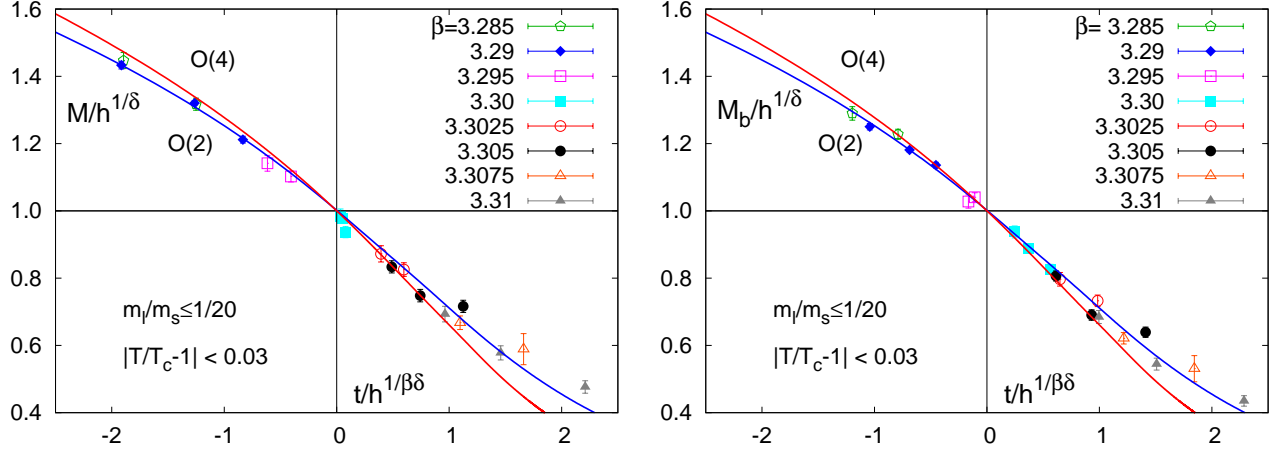 1.6
1.4
1.2
1.0
0.8
0.6
0.4
-2 -1 0 1 2
O(4)
M/h^{1/δ}
O(2)
β=3.285
3.29
3.295
3.30
3.3025
3.305
3.3075
3.31
m_l/m_s≤1/20
|T/T_c-1| < 0.03
t/h^{1/βδ}
1.6
1.4
1.2
1.0
0.8
0.6
0.4
-2 -1 0 1 2
O(4)
M_b/h^{1/δ}
O(2)
β= 3.285
3.29
3.295
3.30
3.3025
3.305
3.3075
3.31
m_l/m_s≤1/20
|T/T_c-1| < 0.03
t/h^{1/βδ}